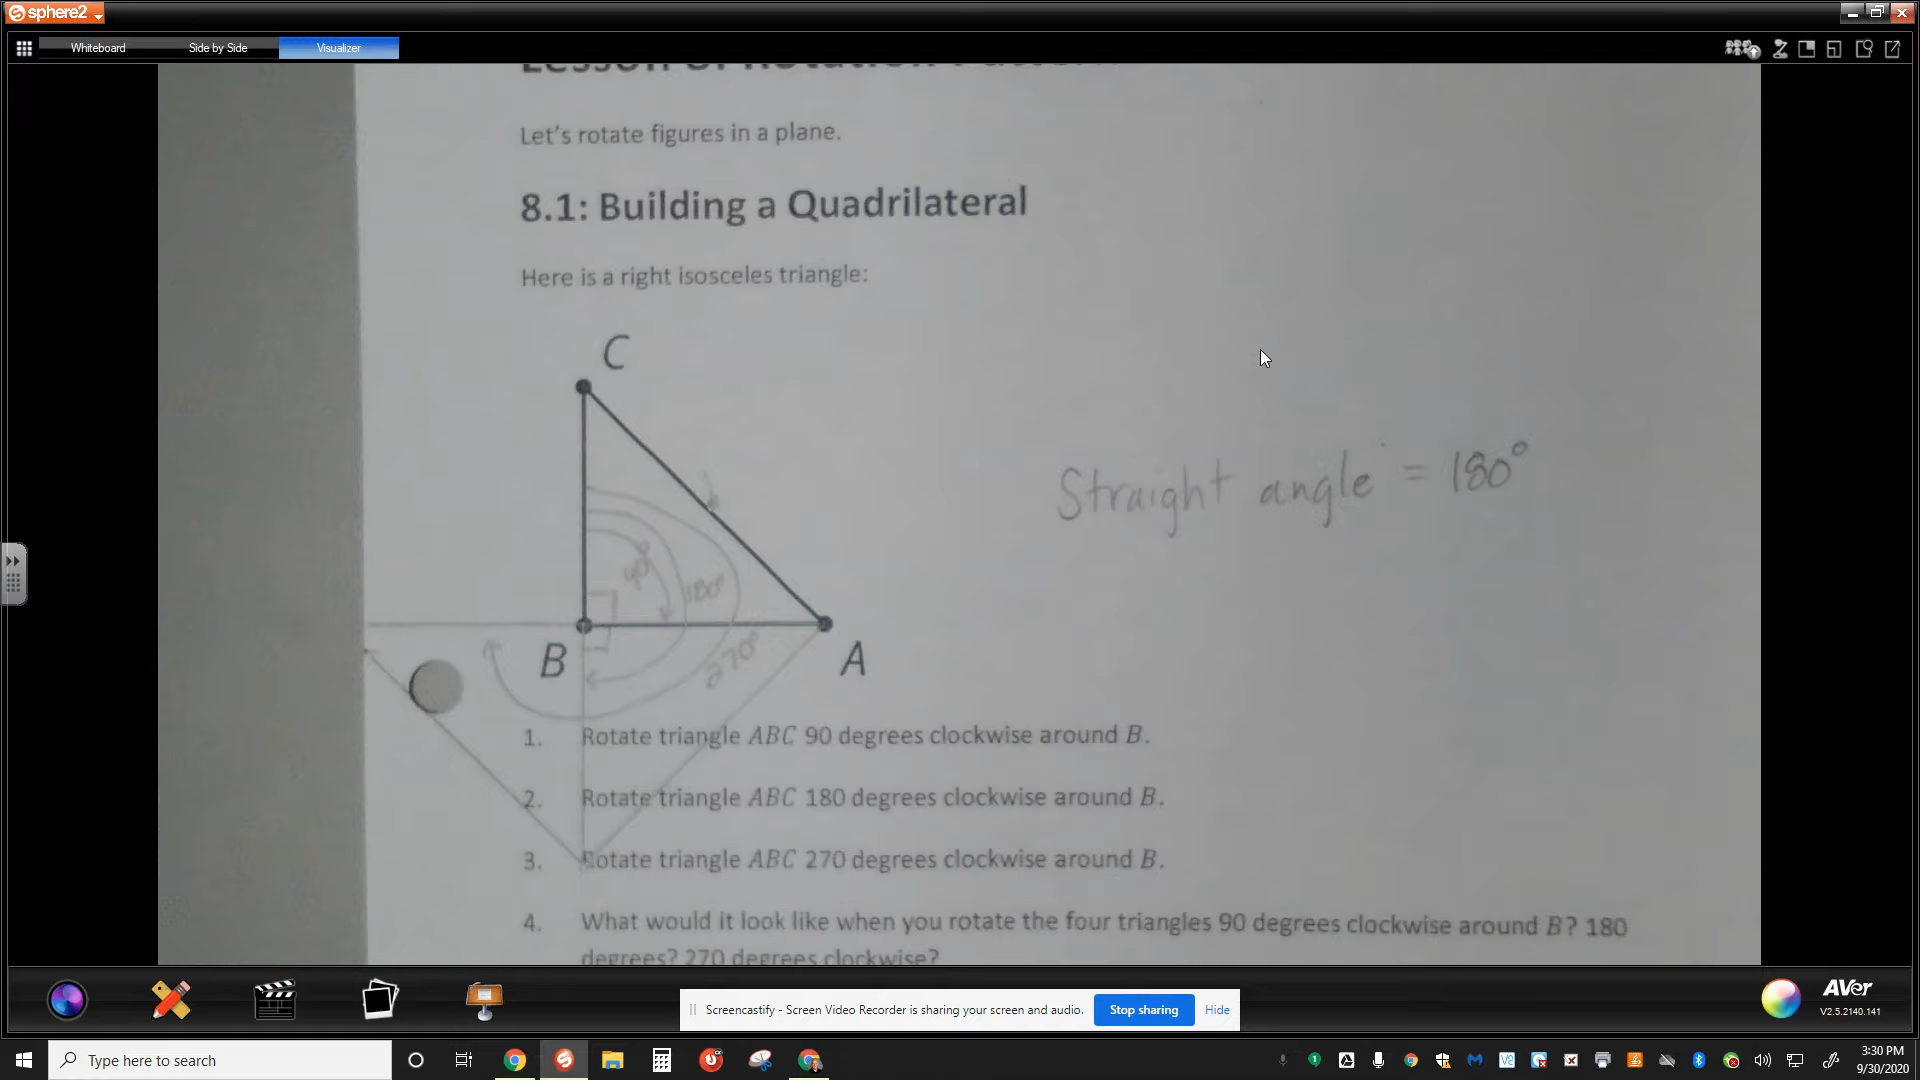 sphere2
Whiteboard Side by Side Visualizer
Let's rotate figures in a plane.
8.1: Building a Quadrilateral
Here is a right isosceles triangle:
C
Straight angle = 180°
90°
180°
B
270°
A
1. Rotate triangle ABC 90 degrees clockwise around B.
2. Rotate triangle ABC 180 degrees clockwise around B.
3. Rotate triangle ABC 270 degrees clockwise around B.
4. What would it look like when you rotate the four triangles 90 degrees clockwise around B? 180
degrees? 270 degrees clockwise?
AVer
V2.5.2140.141
Screencastify - Screen Video Recorder is sharing your screen and audio. Stop sharing Hide
Type here to search
3:30 PM
9/30/2020